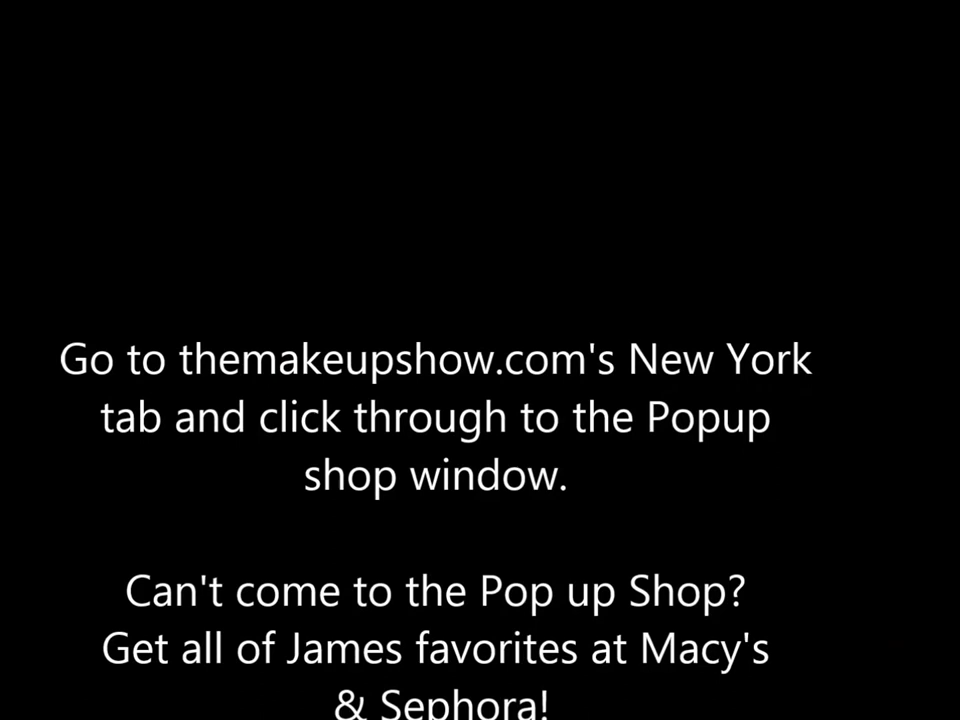 Go to themakeupshow.com's New York
tab and click through to the Popup
shop window.
Can't come to the Pop up Shop?
Get all of James favorites at Macy's
& Sephora!